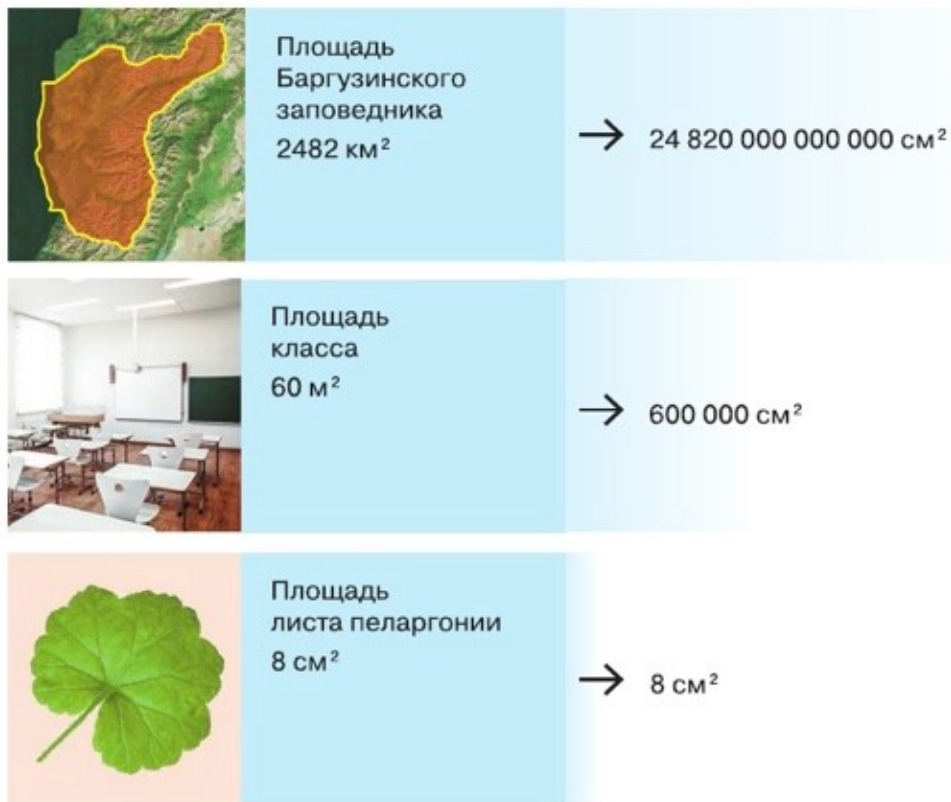 Площадь
Баргузинского
заповедника
2482 км²
→ 24 820 000 000 000 см²
Площадь
класса
60 м²
→ 600 000 см²
Площадь
листа пеларгонии
8 см²
→ 8 см²